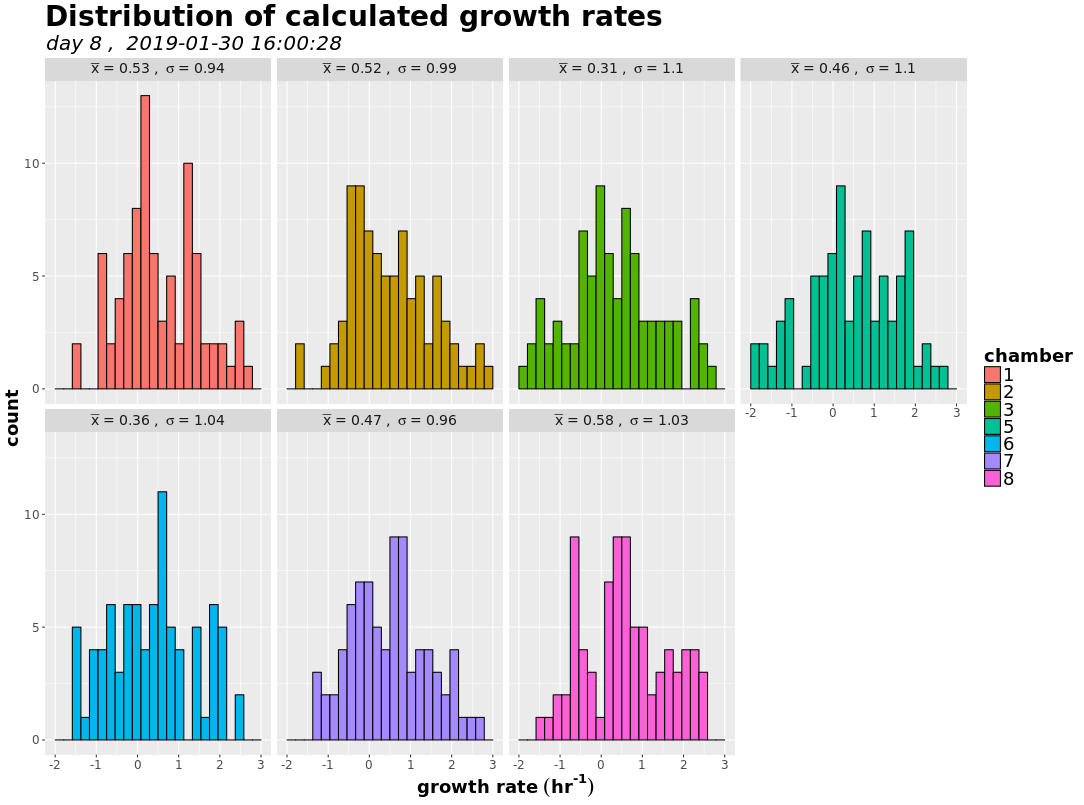 Distribution of calculated growth rates
day 8 ,  2019-01-30 16:00:28
x̅ = 0.53 ,  σ = 0.94
x̅ = 0.52 ,  σ = 0.99
x̅ = 0.31 ,  σ = 1.1
x̅ = 0.46 ,  σ = 1.1
10
5
0
-2 -1 0 1 2 3
x̅ = 0.36 ,  σ = 1.04
x̅ = 0.47 ,  σ = 0.96
x̅ = 0.58 ,  σ = 1.03
10
5
0
-2 -1 0 1 2 3
-2 -1 0 1 2 3
-2 -1 0 1 2 3
count
growth rate (hr⁻¹)
chamber
1
2
3
5
6
7
8